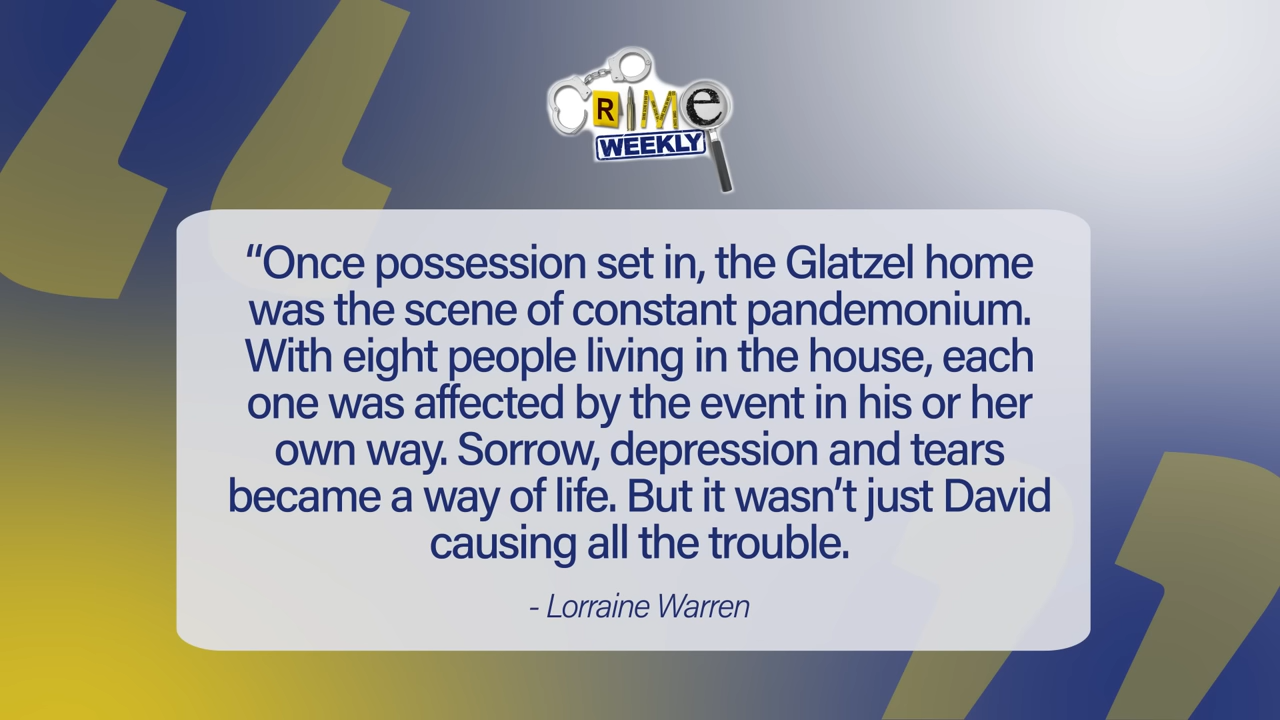 CRIMe
WEEKLY
“Once possession set in, the Glatzel home
was the scene of constant pandemonium.
With eight people living in the house, each
one was affected by the event in his or her
own way. Sorrow, depression and tears
became a way of life. But it wasn’t just David
causing all the trouble.
- Lorraine Warren